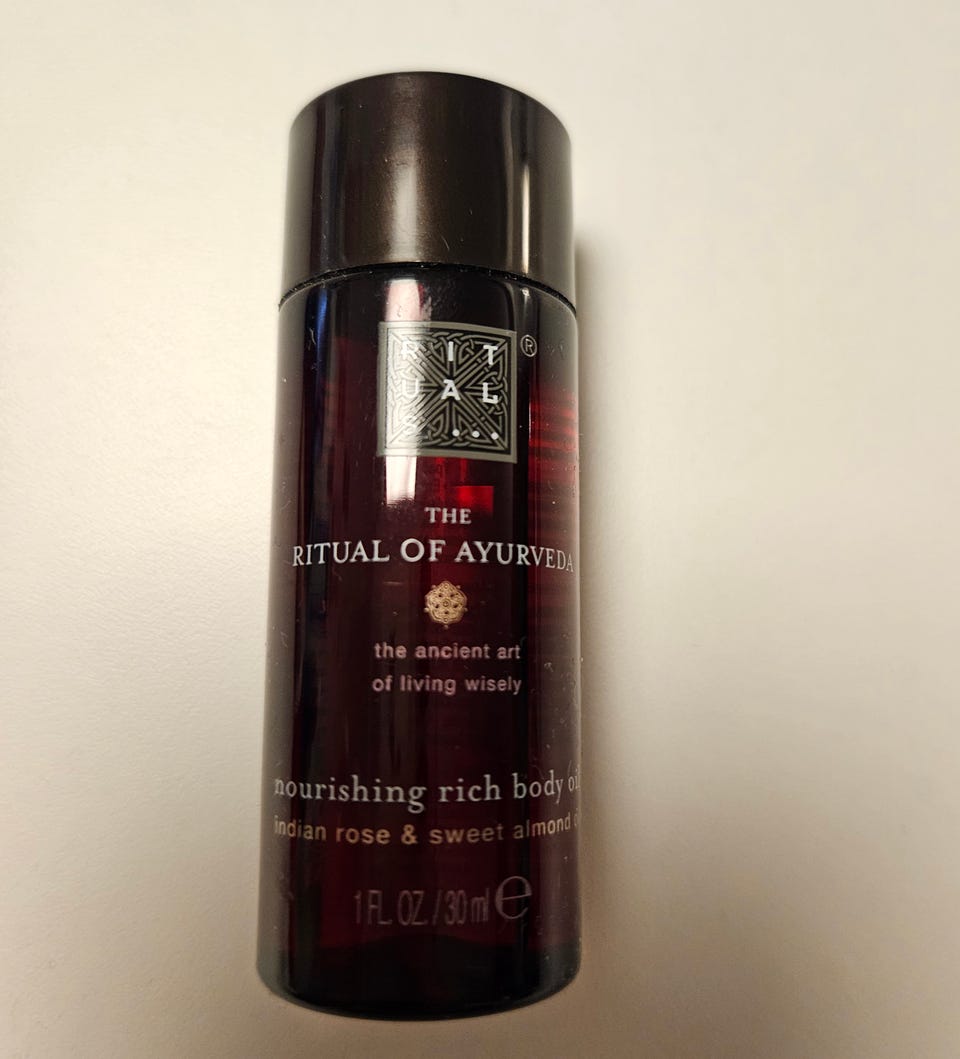 RIT
UAL
S...
®
THE
RITUAL OF AYURVEDA
the ancient art
of living wisely
nourishing rich body oil
indian rose & sweet almond
1 FL. OZ. / 30 ml e